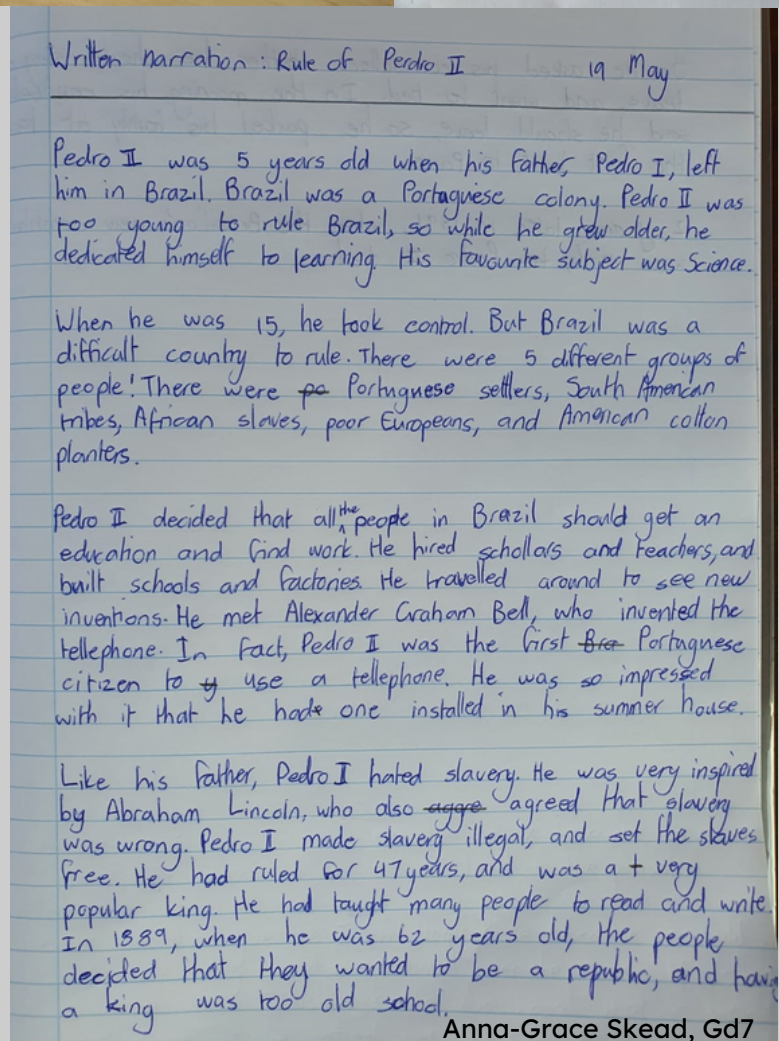 Written narration : Rule of Perdro II 19 May
Pedro II was 5 years old when his father, Pedro I, left
him in Brazil. Brazil was a Portaguese colony. Pedro II was
too young to rule Brazil, so while he grew older, he
dedicated himself to learning. His favourite subject was Science.
When he was 15, he took control. But Brazil was a
difficult country to rule. There were 5 different groups of
people! There were po Portuguese settlers, South American
tribes, African slaves, poor Europeans, and American cotton
planters.
Pedro II decided that all the people in Brazil should get an
education and find work. He hired schollars and teachers, and
built schools and factories. He travelled around to see new
inventions. He met Alexander Graham Bell, who invented the
tellephone. In fact, Pedro II was the first Bra Portuguese
citizen to y use a tellephone. He was so impressed
with it that he had one installed in his summer house.
Like his father, Pedro I hated slavery. He was very inspired
by Abraham Lincoln, who also aggre agreed that slavery
was wrong. Pedro I made slavery illegal, and set the slaves
free. He had ruled for 47 years, and was a t very
popular king. He had taught many people to read and write.
In 1889, when he was 62 years old, the people
decided that they wanted to be a republic, and having
a king was too old school.
Anna-Grace Skead, Gd7